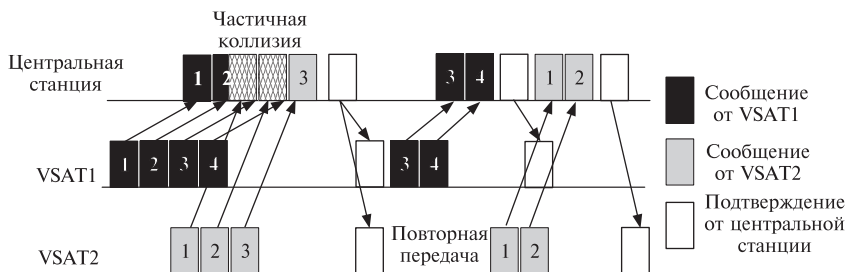 Частичная
коллизия
Центральная
станция
1 2 3 3 4 1 2
Сообщение
от VSAT1
Сообщение
от VSAT2
Подтверждение
от центральной
станции
VSAT1
1 2 3 4 3 4
VSAT2
1 2 3
Повторная
передача
1 2